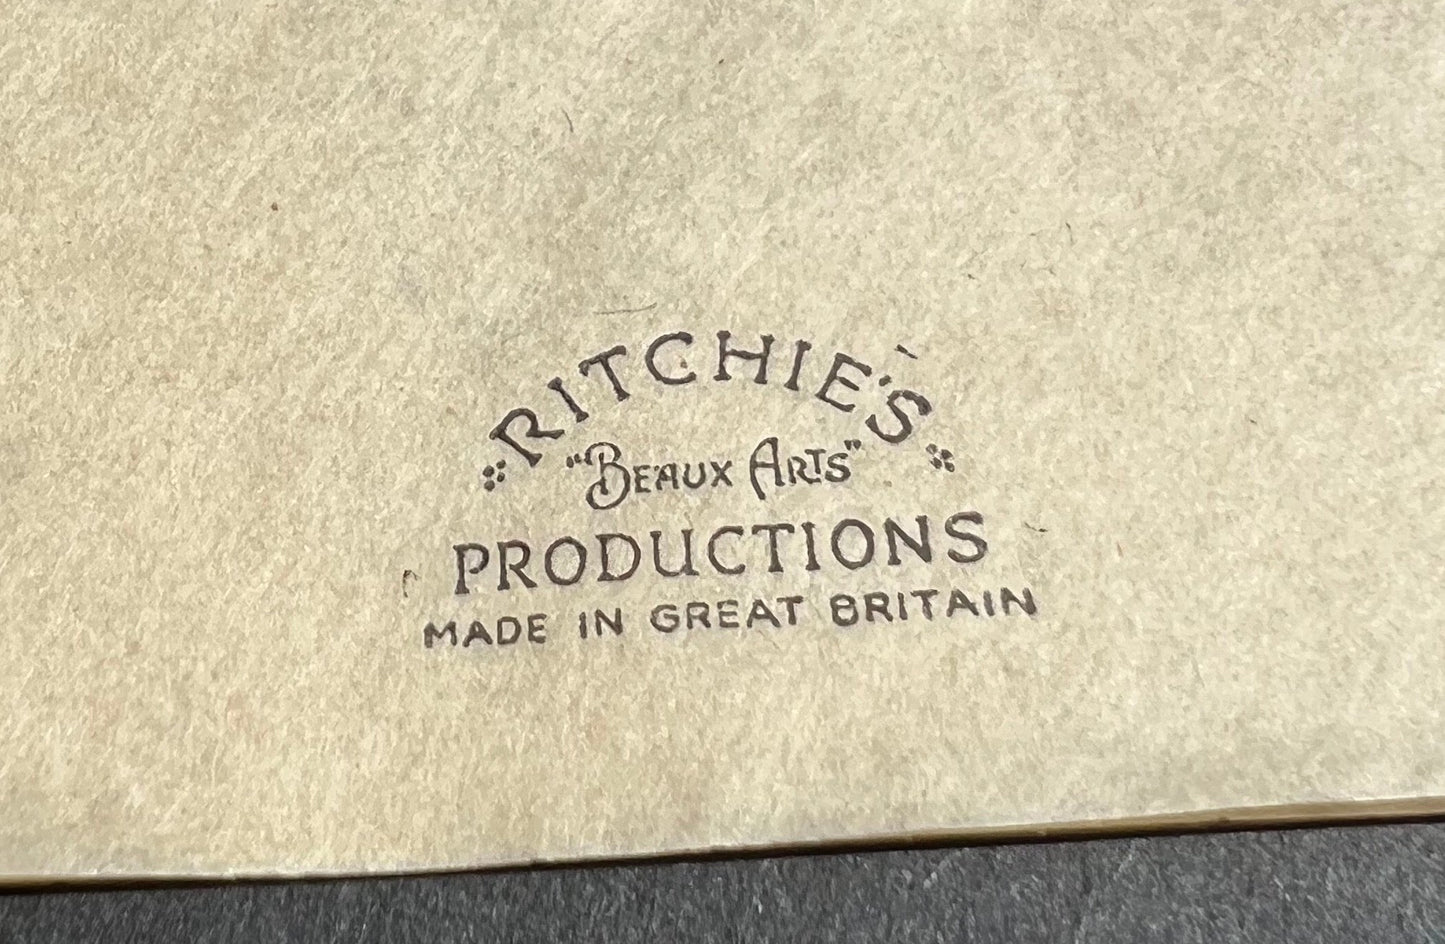 RITCHIE'S
"BEAUX ARTS"
PRODUCTIONS
MADE IN GREAT BRITAIN